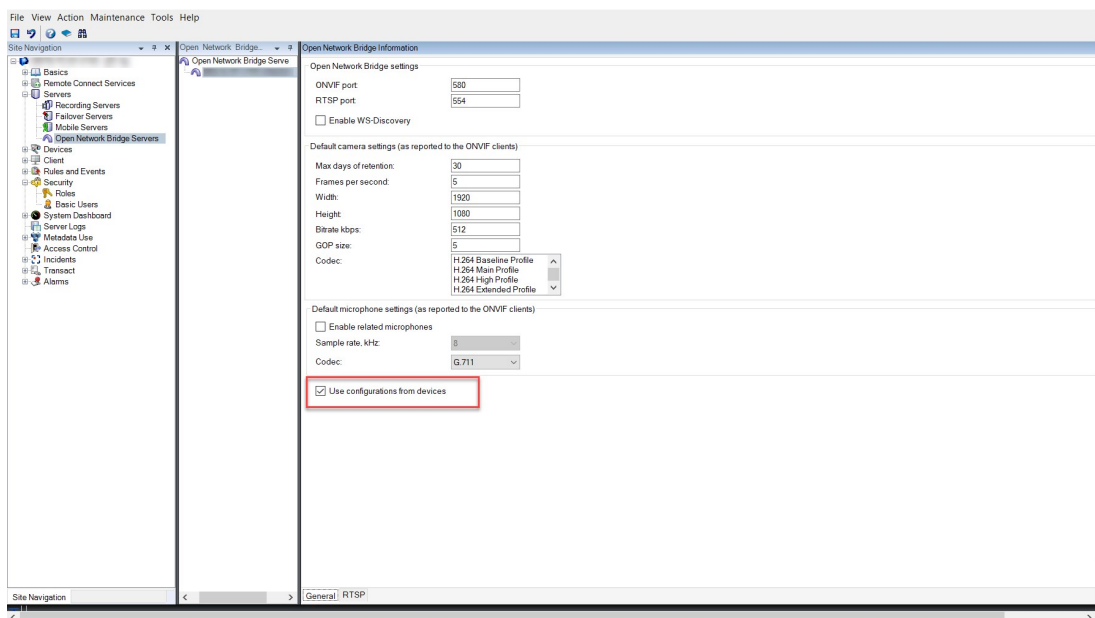 File View Action Maintenance Tools Help
Site Navigation
Basics
Remote Connect Services
Servers
Recording Servers
Failover Servers
Mobile Servers
Open Network Bridge Servers
Devices
Client
Rules and Events
Security
Roles
Basic Users
System Dashboard
Server Logs
Metadata Use
Access Control
Incidents
Transact
Alarms
Site Navigation
Open Network Bridge...
Open Network Bridge Serve
Open Network Bridge Information
Open Network Bridge settings
ONVIF port: 580
RTSP port: 554
Enable WS-Discovery
Default camera settings (as reported to the ONVIF clients)
Max days of retention: 30
Frames per second: 5
Width: 1920
Height: 1080
Bitrate kbps: 512
GOP size: 5
Codec: H.264 Baseline Profile
H.264 Main Profile
H.264 High Profile
H.264 Extended Profile
Default microphone settings (as reported to the ONVIF clients)
Enable related microphones
Sample rate, kHz: 8
Codec: G.711
Use configurations from devices
General RTSP